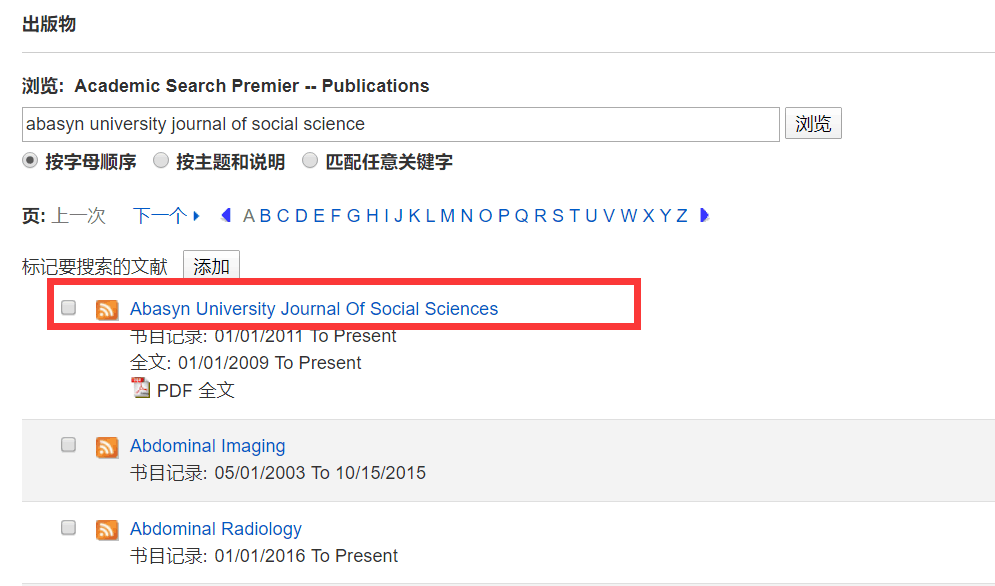 出版物
浏览: Academic Search Premier -- Publications
abasyn university journal of social science 浏览
按字母顺序 按主题和说明 匹配任意关键字
页: 上一次 下一个 A B C D E F G H I J K L M N O P Q R S T U V W X Y Z
标记要搜索的文献 添加
Abasyn University Journal Of Social Sciences
书目记录: 01/01/2011 To Present
全文: 01/01/2009 To Present
PDF 全文
Abdominal Imaging
书目记录: 05/01/2003 To 10/15/2015
Abdominal Radiology
书目记录: 01/01/2016 To Present